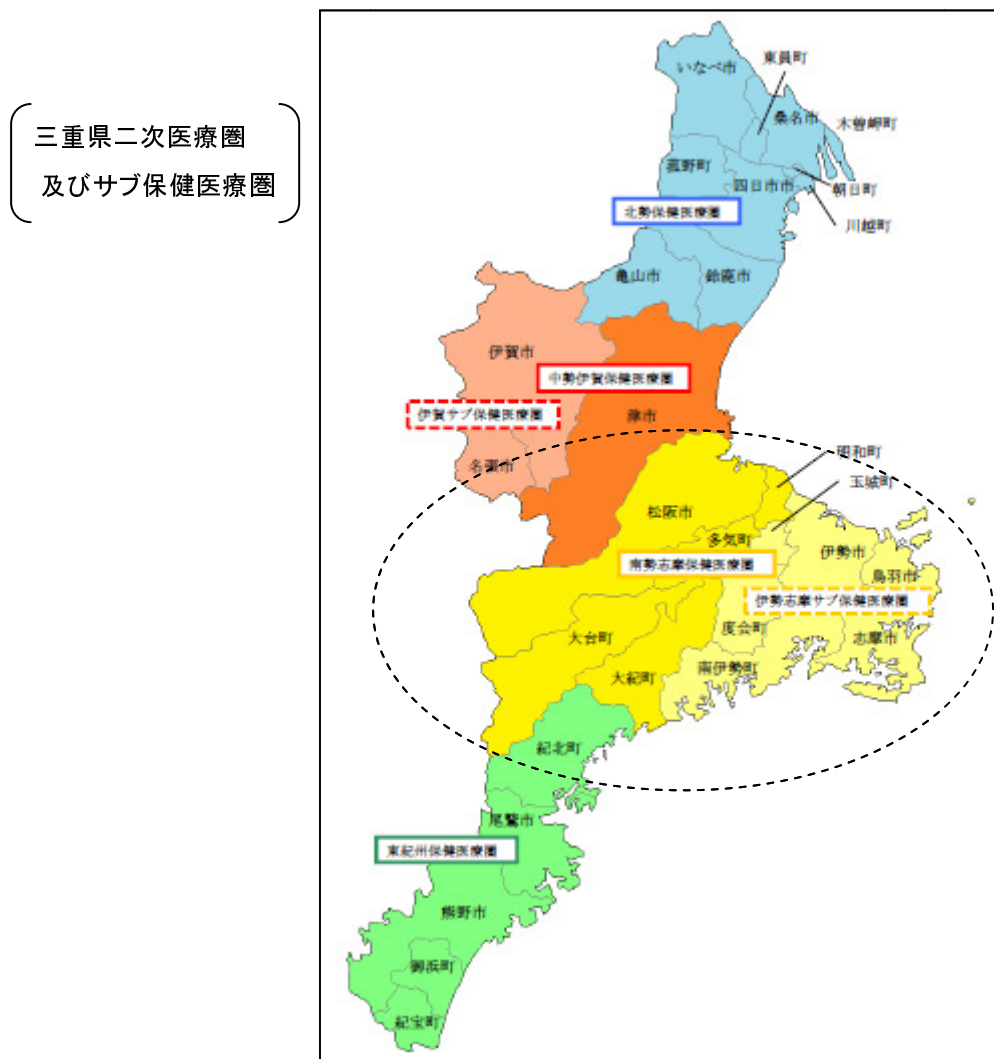 三重県二次医療圏
及びサブ保健医療圏
いなべ市
東員町
桑名市
木曽岬町
菰野町
四日市市
朝日町
川越町
北勢保健医療圏
亀山市
鈴鹿市
伊賀市
中勢伊賀保健医療圏
伊賀サブ保健医療圏
津市
名張市
明和町
玉城町
松阪市
多気町
伊勢市
南勢志摩保健医療圏
鳥羽市
伊勢志摩サブ保健医療圏
度会町
大台町
志摩市
南伊勢町
大紀町
紀北町
尾鷲市
東紀州保健医療圏
熊野市
御浜町
紀宝町